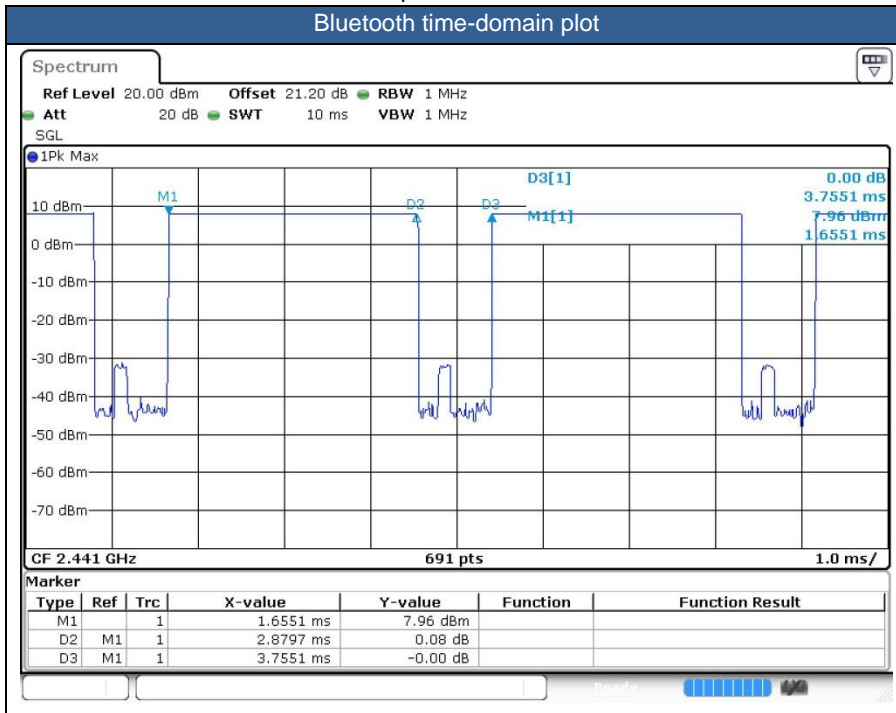 Bluetooth time-domain plot
Spectrum
Ref Level 20.00 dBm Offset 21.20 dB RBW 1 MHz
Att 20 dB SWT 10 ms VBW 1 MHz
SGL
1Pk Max
D3[1] 0.00 dB
3.7551 ms
M1[1] 7.96 dBm
1.6551 ms
M1
D2
D3
10 dBm
0 dBm
-10 dBm
-20 dBm
-30 dBm
-40 dBm
-50 dBm
-60 dBm
-70 dBm
CF 2.441 GHz 691 pts 1.0 ms/
Marker
Type Ref Trc X-value Y-value Function Function Result
M1 1 1.6551 ms 7.96 dBm
D2 M1 1 2.8797 ms 0.08 dB
D3 M1 1 3.7551 ms -0.00 dB
Ready